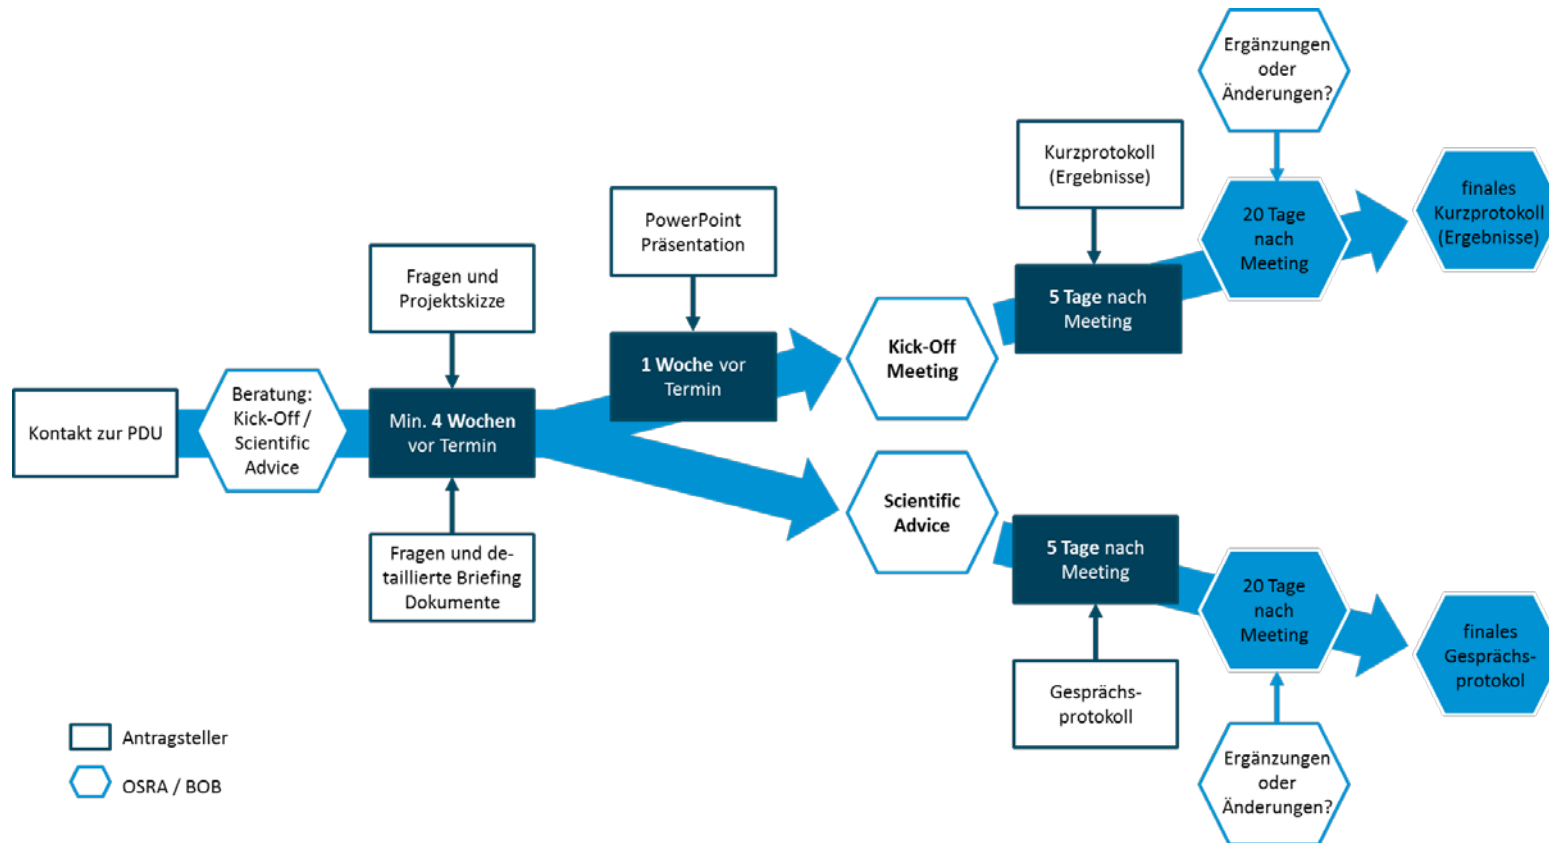 Kontakt zur PDU
Beratung:
Kick-Off /
Scientific
Advice
Fragen und
Projektskizze
Min. 4 Wochen
vor Termin
Fragen und de-
taillierte Briefing
Dokumente
PowerPoint
Präsentation
1 Woche vor
Termin
Kick-Off
Meeting
Kurzprotokoll
(Ergebnisse)
5 Tage nach
Meeting
Ergänzungen
oder
Änderungen?
20 Tage
nach
Meeting
finales
Kurzprotokoll
(Ergebnisse)
Scientific
Advice
5 Tage nach
Meeting
Gesprächs-
protokoll
20 Tage
nach
Meeting
Ergänzungen
oder
Änderungen?
finales
Gesprächs-
protokol
Antragsteller
OSRA / BOB